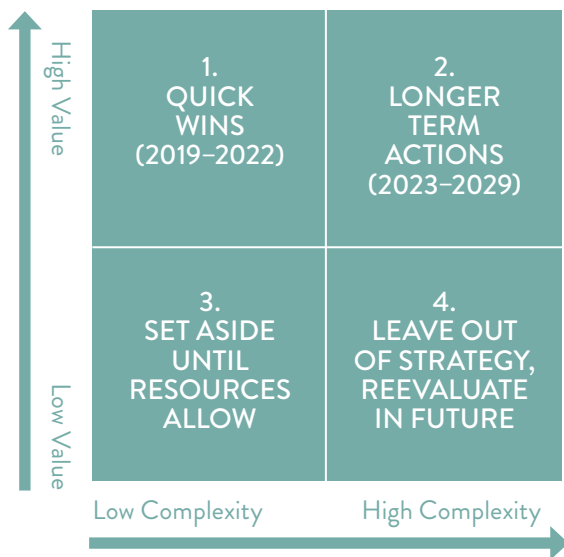 High Value
1.
QUICK
WINS
(2019–2022)
2.
LONGER
TERM
ACTIONS
(2023–2029)
Low Value
3.
SET ASIDE
UNTIL
RESOURCES
ALLOW
4.
LEAVE OUT
OF STRATEGY,
REEVALUATE
IN FUTURE
Low Complexity
High Complexity